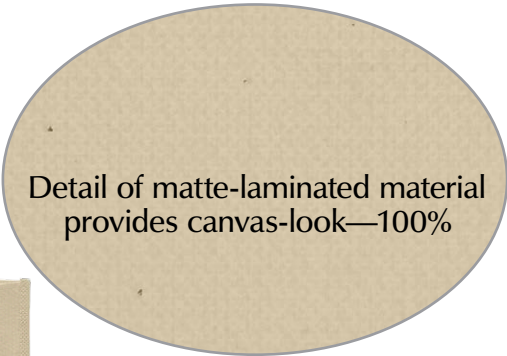 Detail of matte-laminated material
provides canvas-look—100%